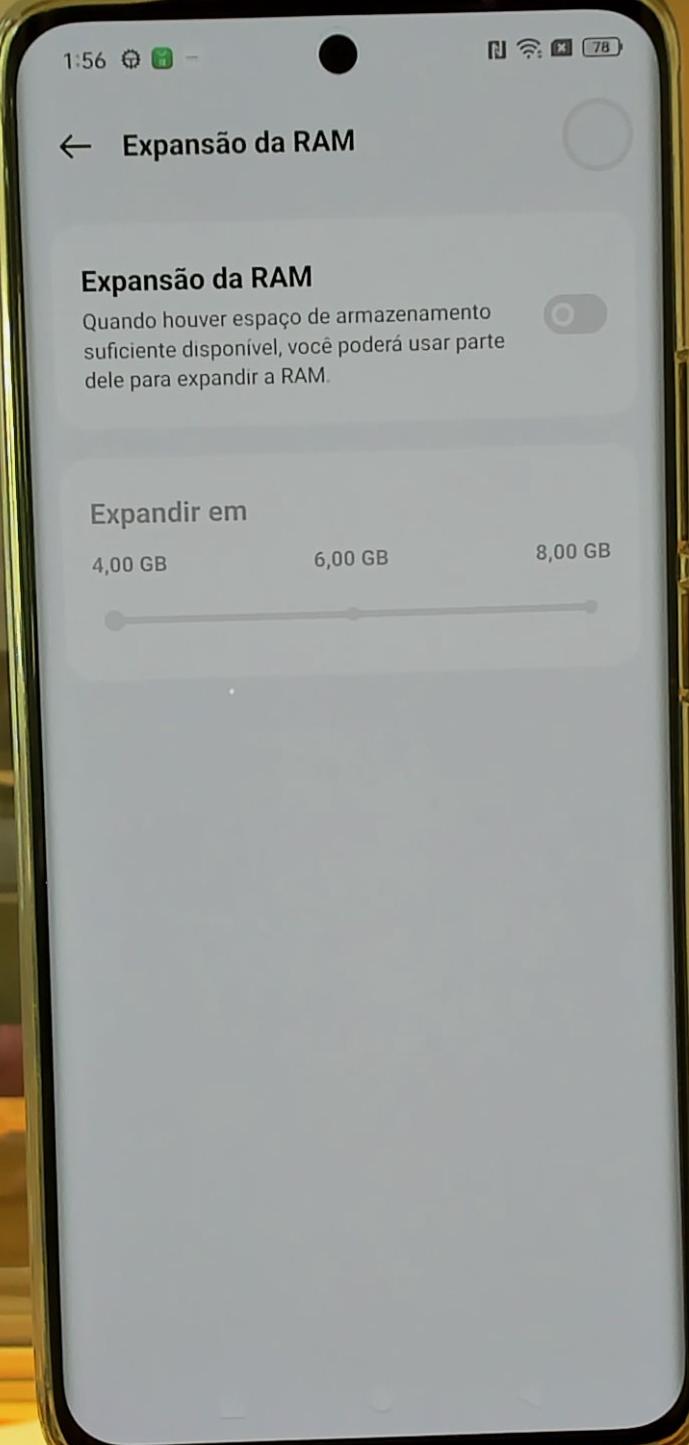 1:56
78
Expansão da RAM
Expansão da RAM
Quando houver espaço de armazenamento
suficiente disponível, você poderá usar parte
dele para expandir a RAM.
Expandir em
4,00 GB 6,00 GB 8,00 GB